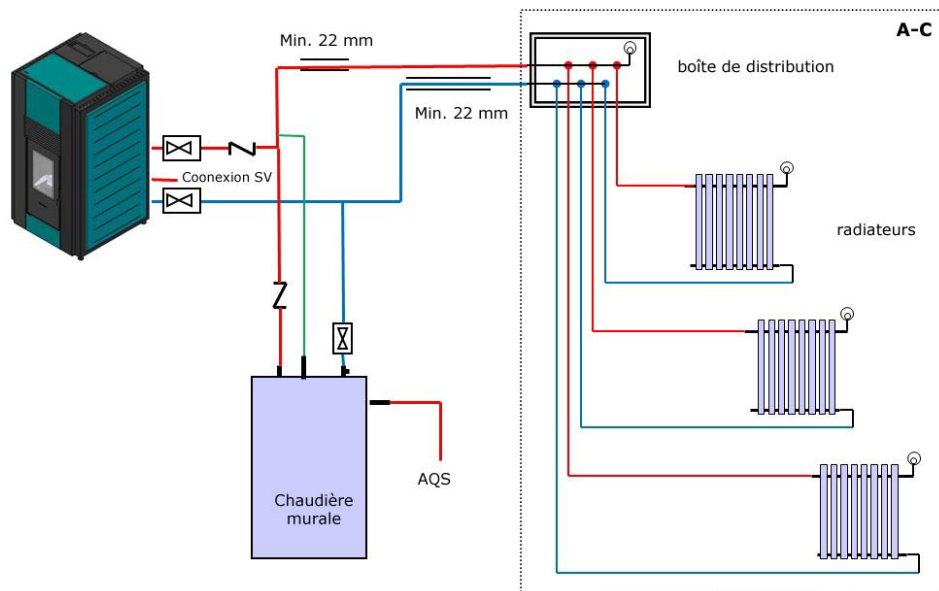 A-C
Min. 22 mm
boîte de distribution
Min. 22 mm
Coonexion SV
radiateurs
AQS
Chaudière
murale